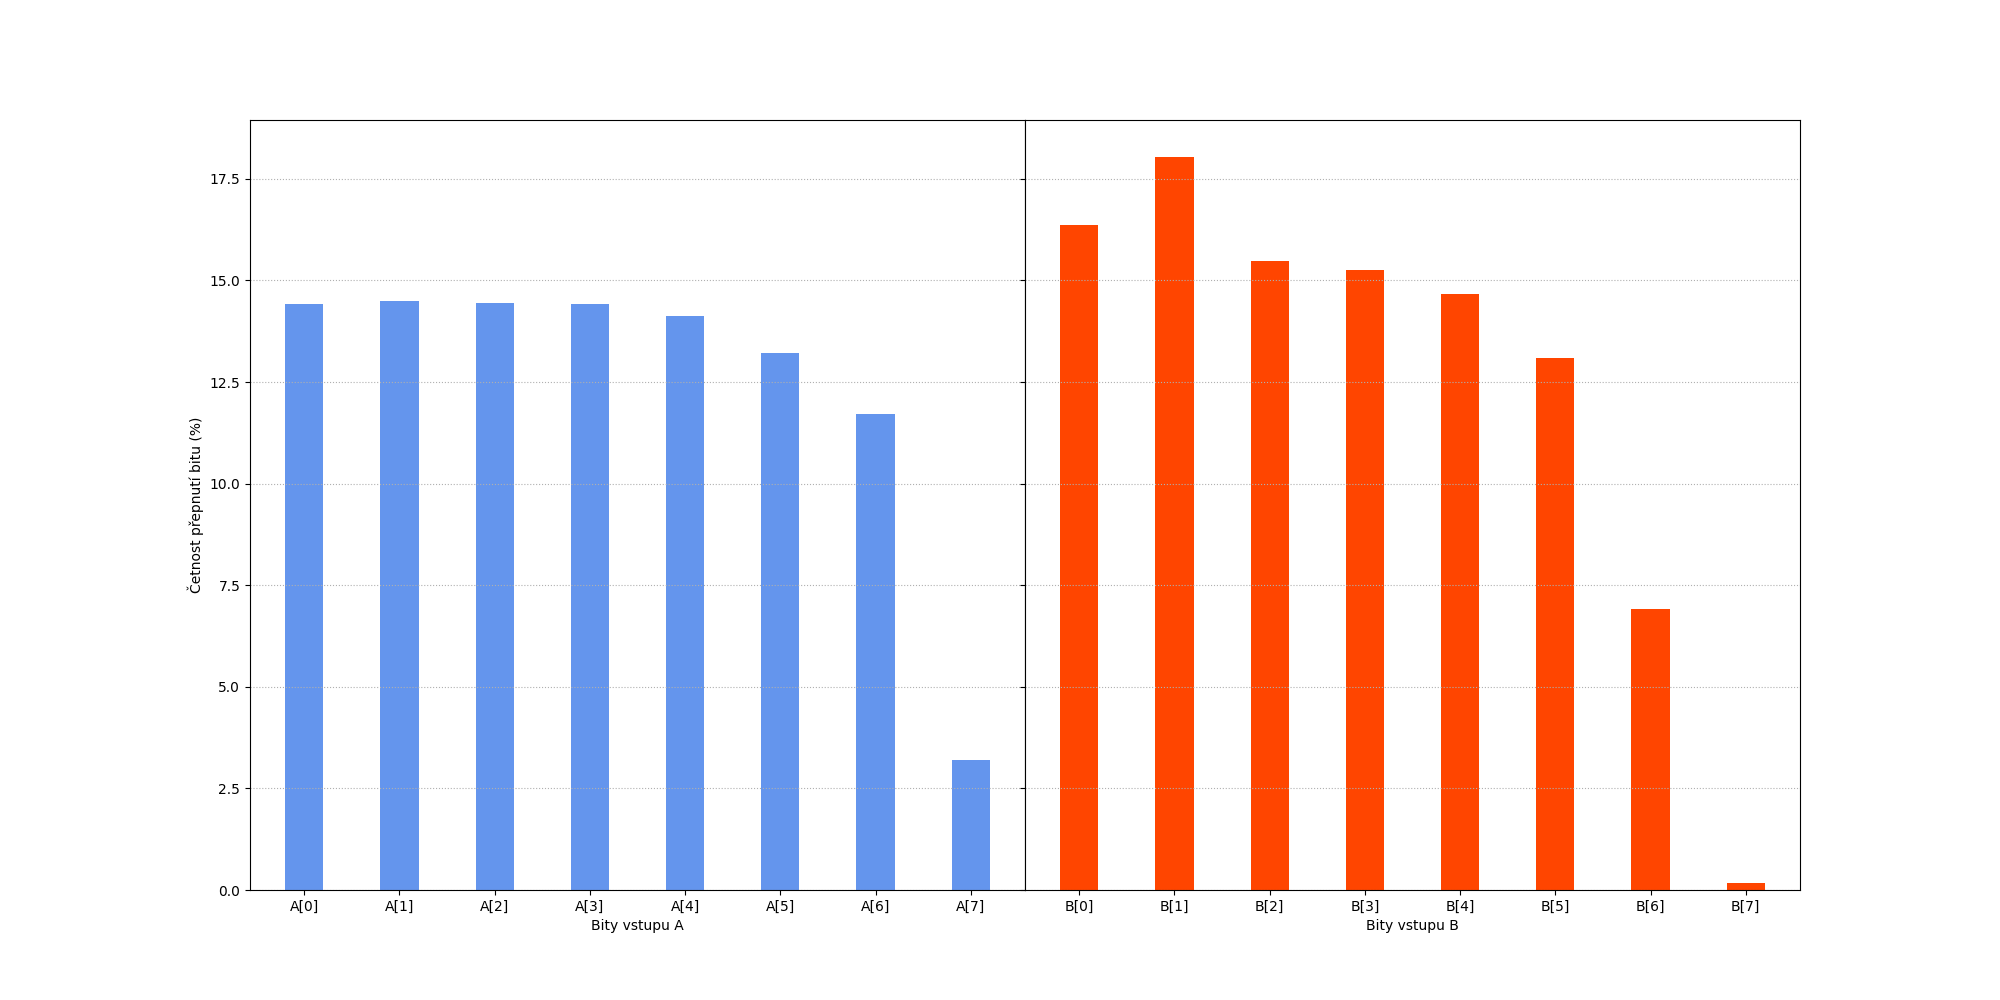 Četnost přepnutí bitu (%)
17.5
15.0
12.5
10.0
7.5
5.0
2.5
0.0
A[0] A[1] A[2] A[3] A[4] A[5] A[6] A[7] B[0] B[1] B[2] B[3] B[4] B[5] B[6] B[7]
Bity vstupu A Bity vstupu B